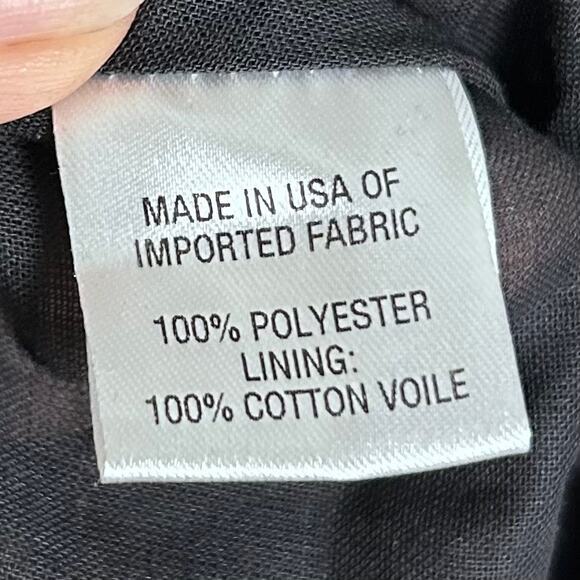 MADE IN USA OF
IMPORTED FABRIC
100% POLYESTER
LINING:
100% COTTON VOILE